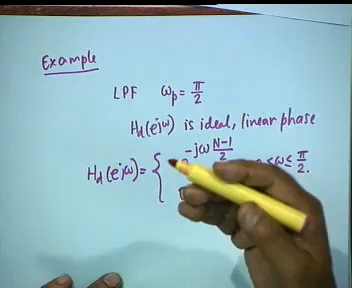 Example
LPF ωp = π/2
Hd(e^jω) is ideal, linear phase
Hd(e^jω) = { e^-jω (N-1)/2 ≤ω≤ π/2.